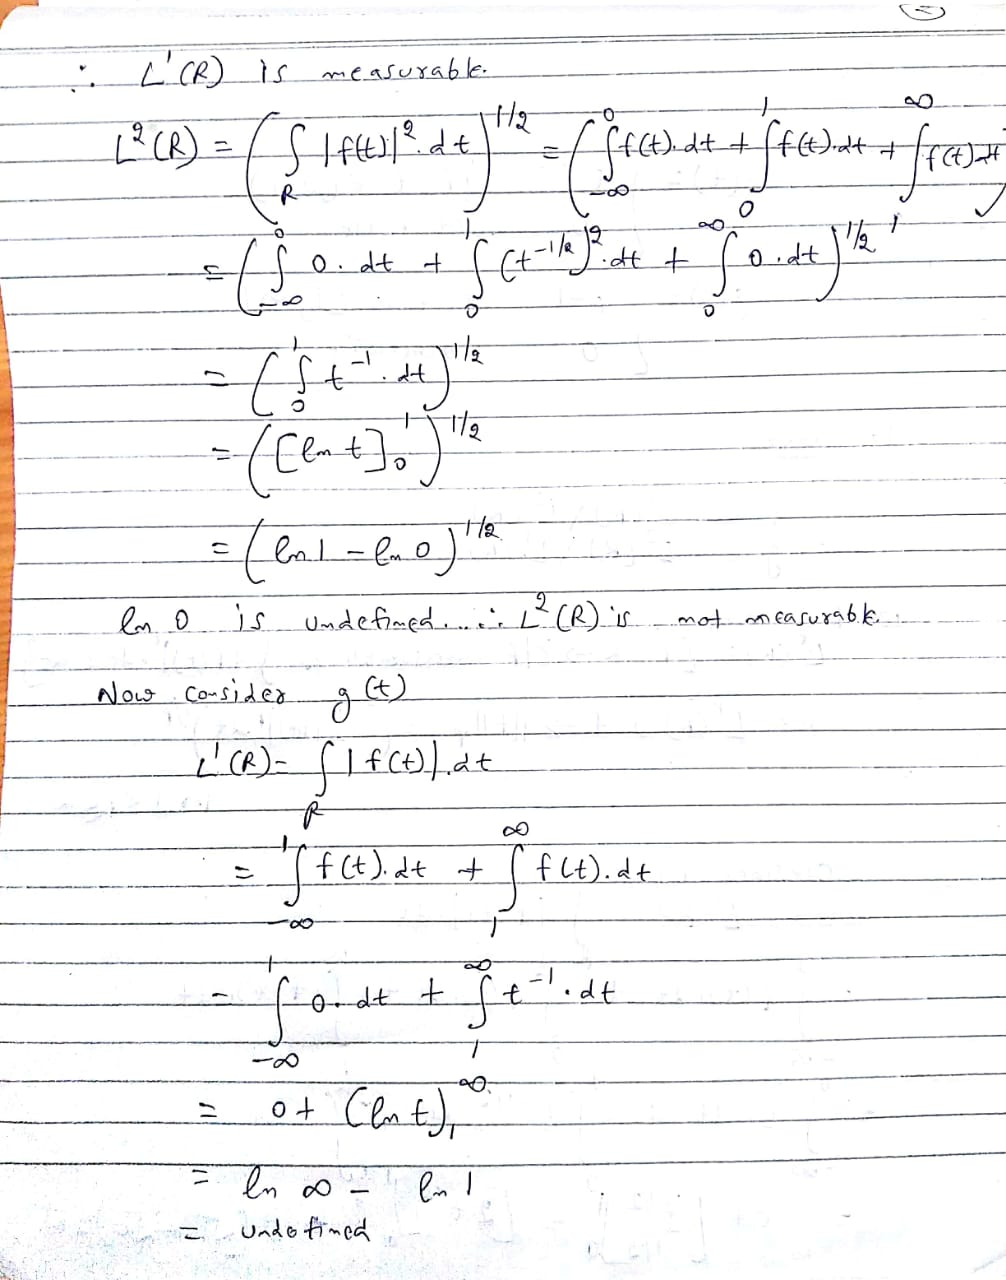 ∴ L'(R) is measurable.
L²(R) = (∫_R |f(t)|².dt)^{1/2} = (∫_{-∞}^{0} f(t).dt + ∫_{0}^{1} f(t).dt + ∫_{1}^{∞} f(t).dt)
= (∫_{-∞}^{0} 0.dt + ∫_{0}^{1} (t^{-1/2})².dt + ∫_{0}^{∞} 0.dt)^{1/2}
= (∫_{0}^{1} t^{-1}.dt)^{1/2}
= ([ln t]_{0}^{1})^{1/2}
= (ln 1 - ln 0)^{1/2}
ln 0 is undefined. ∴ L²(R) is not measurable.
Now consider g(t)
L'(R) = ∫_R |f(t)|.dt
= ∫_{-∞}^{1} f(t).dt + ∫_{1}^{∞} f(t).dt
= ∫_{-∞}^{1} 0.dt + ∫_{1}^{∞} t^{-1}.dt
= 0 + (ln t)_{1}^{∞}
= ln ∞ - ln 1
= undefined